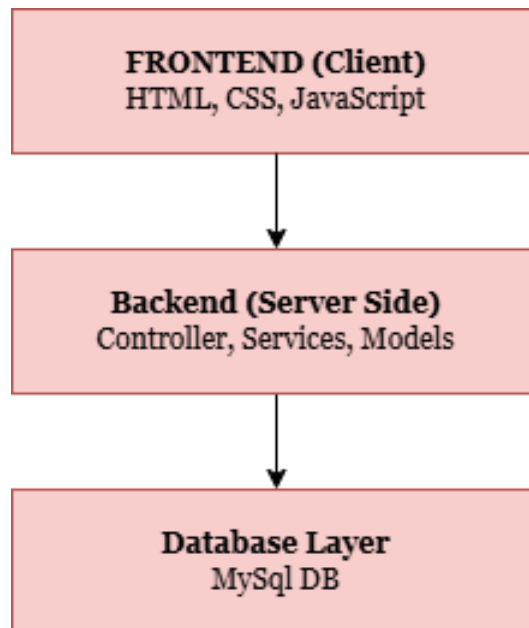 FRONTEND (Client)
HTML, CSS, JavaScript
Backend (Server Side)
Controller, Services, Models
Database Layer
MySql DB